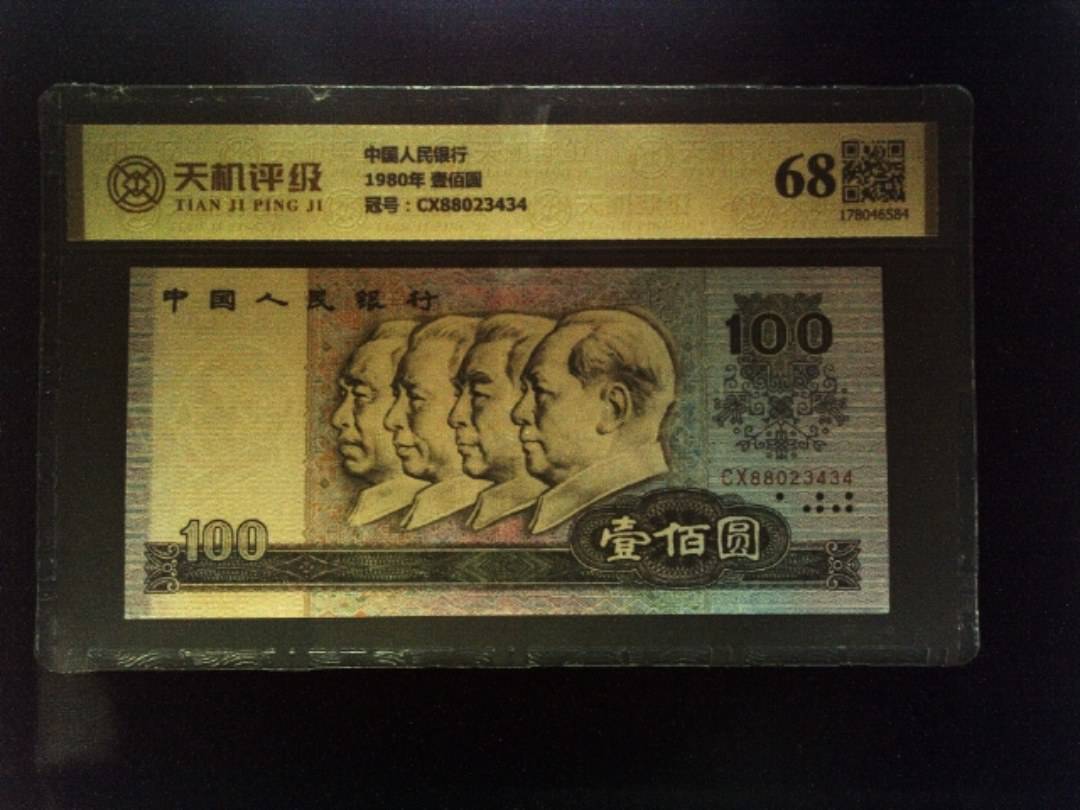 天机评级
TIAN JI PING JI
中国人民银行
1980年 壹佰圆
冠号：CX88023434
68
178046584
中国人民银行
100
CX88023434
100
壹佰圆